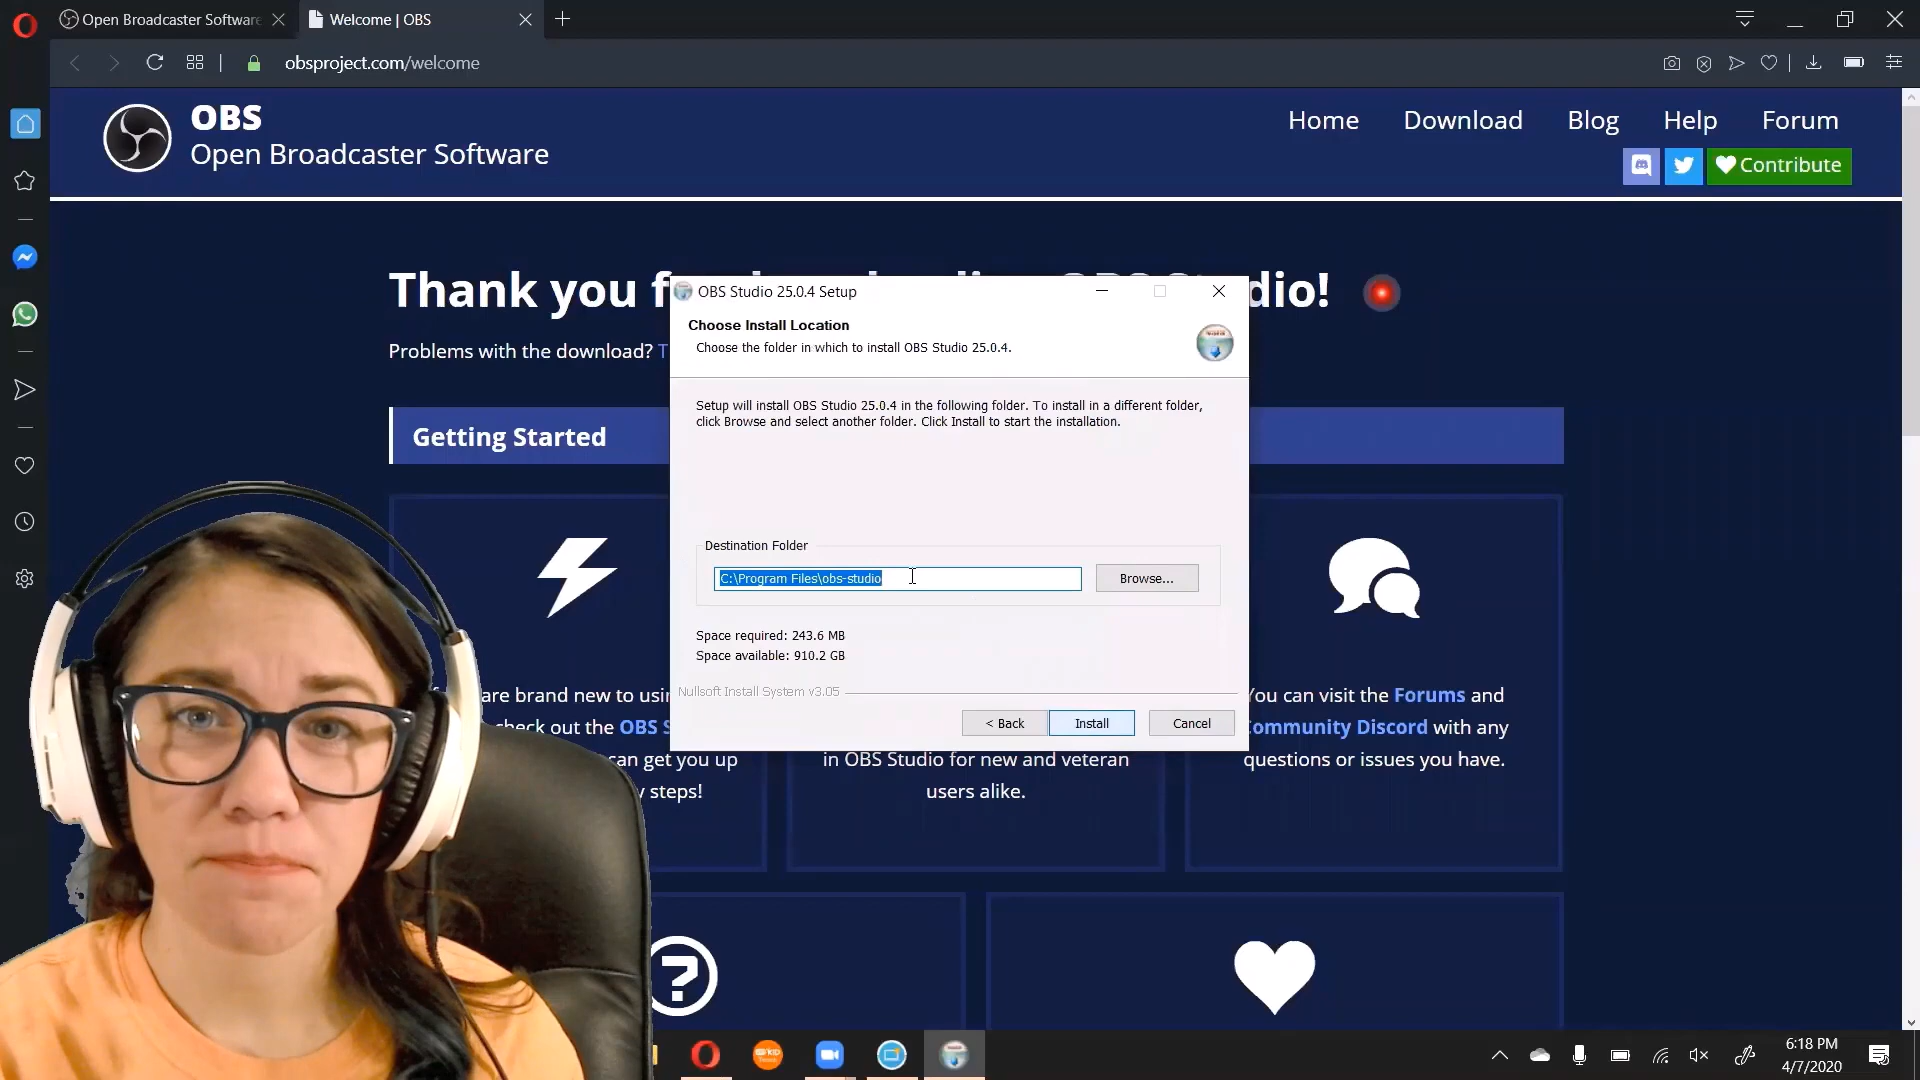 Open Broadcaster Software
Welcome | OBS
obsproject.com/welcome
OBS
Open Broadcaster Software
Home
Download
Blog
Help
Forum
Contribute
Thank you f
dio!
Problems with the download? T
Getting Started
OBS Studio 25.0.4 Setup
Choose Install Location
Choose the folder in which to install OBS Studio 25.0.4.
Setup will install OBS Studio 25.0.4 in the following folder. To install in a different folder,
click Browse and select another folder. Click Install to start the installation.
Destination Folder
C:\Program Files\obs-studio
Browse...
Space required: 243.6 MB
Space available: 910.2 GB
Nullsoft Install System v3.05
< Back
Install
Cancel
are brand new to usi
check out the OBS S
can get you up
y steps!
in OBS Studio for new and veteran
users alike.
You can visit the Forums and
Community Discord with any
questions or issues you have.
6:18 PM
4/7/2020